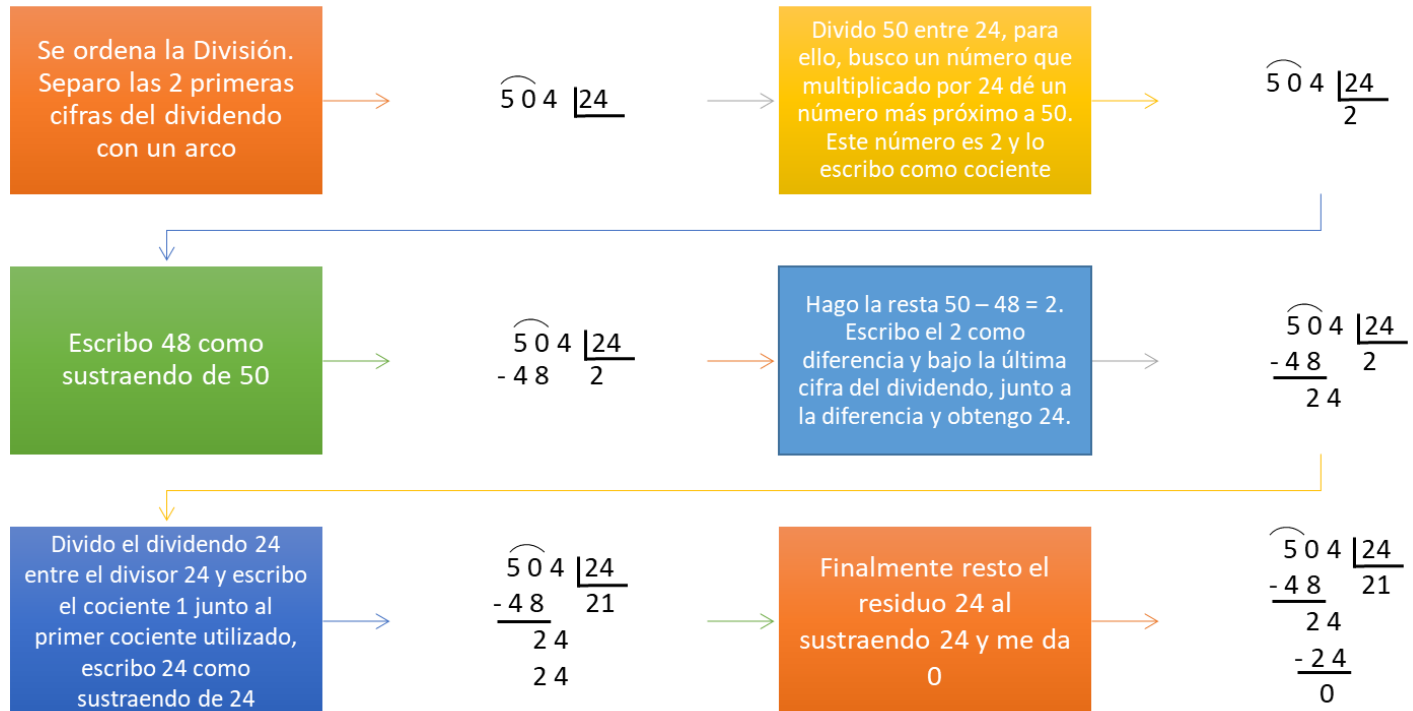 Se ordena la División.
Separo las 2 primeras
cifras del dividendo
con un arco
504 24
Divido 50 entre 24, para
ello, busco un número que
multiplicado por 24 dé un
número más próximo a 50.
Este número es 2 y lo
escribo como cociente
504 24
2
Escribo 48 como
sustraendo de 50
504 24
- 48 2
Hago la resta 50 – 48 = 2.
Escribo el 2 como
diferencia y bajo la última
cifra del dividendo, junto a
la diferencia y obtengo 24.
504 24
- 48 2
24
Divido el dividendo 24
entre el divisor 24 y escribo
el cociente 1 junto al
primer cociente utilizado,
escribo 24 como
sustraendo de 24
504 24
- 48 21
24
24
Finalmente resto el
residuo 24 al
sustraendo 24 y me da
0
504 24
- 48 21
24
- 24
0